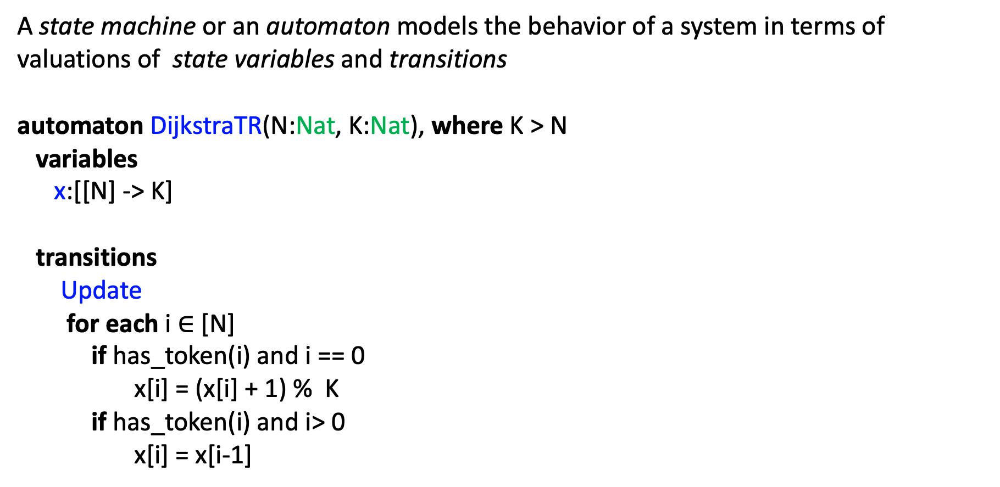 A state machine or an automaton models the behavior of a system in terms of
valuations of state variables and transitions
automaton DijkstraTR(N:Nat, K:Nat), where K > N
variables
x:[[N] -> K]
transitions
Update
for each i ∈ [N]
if has_token(i) and i == 0
x[i] = (x[i] + 1) % K
if has_token(i) and i> 0
x[i] = x[i-1]